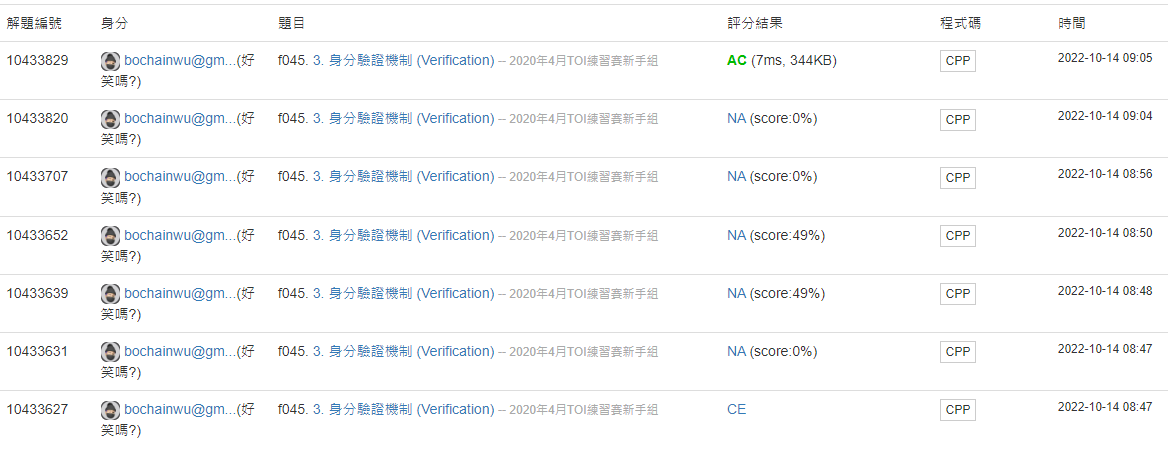 解題編號 身分 題目 評分結果 程式碼 時間
10433829 bochainwu@gm...(好 f045. 3. 身分驗證機制 (Verification) -- 2020年4月TOI練習賽新手組 AC (7ms, 344KB) CPP 2022-10-14 09:05
笑嗎?)
10433820 bochainwu@gm...(好 f045. 3. 身分驗證機制 (Verification) -- 2020年4月TOI練習賽新手組 NA (score:0%) CPP 2022-10-14 09:04
笑嗎?)
10433707 bochainwu@gm...(好 f045. 3. 身分驗證機制 (Verification) -- 2020年4月TOI練習賽新手組 NA (score:0%) CPP 2022-10-14 08:56
笑嗎?)
10433652 bochainwu@gm...(好 f045. 3. 身分驗證機制 (Verification) -- 2020年4月TOI練習賽新手組 NA (score:49%) CPP 2022-10-14 08:50
笑嗎?)
10433639 bochainwu@gm...(好 f045. 3. 身分驗證機制 (Verification) -- 2020年4月TOI練習賽新手組 NA (score:49%) CPP 2022-10-14 08:48
笑嗎?)
10433631 bochainwu@gm...(好 f045. 3. 身分驗證機制 (Verification) -- 2020年4月TOI練習賽新手組 NA (score:0%) CPP 2022-10-14 08:47
笑嗎?)
10433627 bochainwu@gm...(好 f045. 3. 身分驗證機制 (Verification) -- 2020年4月TOI練習賽新手組 CE CPP 2022-10-14 08:47
笑嗎?)